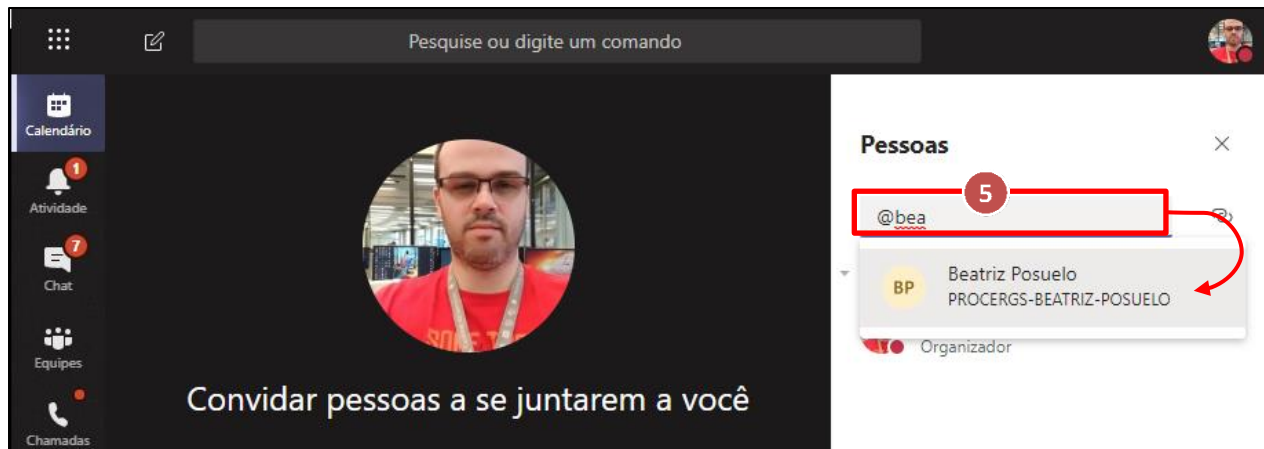 Pesquise ou digite um comando
Calendário
1
Atividade
7
Chat
Equipes
Chamadas
Convidar pessoas a se juntarem a você
Pessoas
5
@bea
BP
Beatriz Posuelo
PROCERGS-BEATRIZ-POSUELO
Organizador